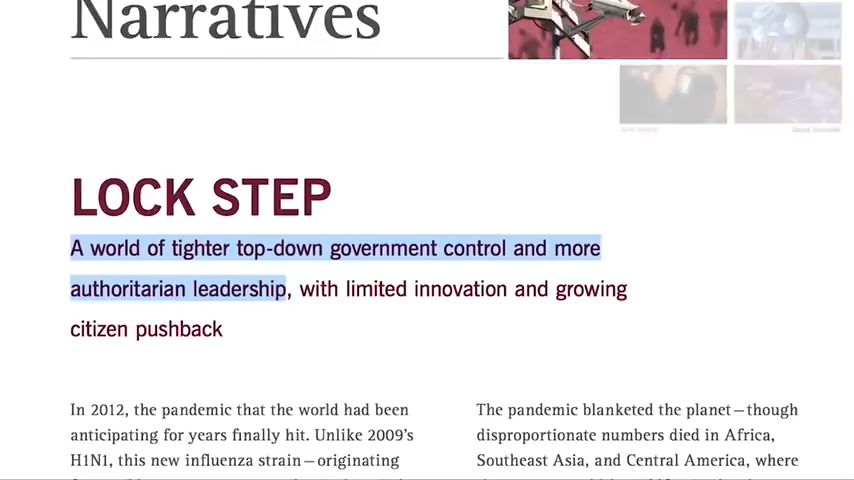 Narratives
LOCK STEP
A world of tighter top-down government control and more
authoritarian leadership, with limited innovation and growing
citizen pushback
In 2012, the pandemic that the world had been
anticipating for years finally hit. Unlike 2009’s
H1N1, this new influenza strain—originating
The pandemic blanketed the planet—though
disproportionate numbers died in Africa,
Southeast Asia, and Central America, where